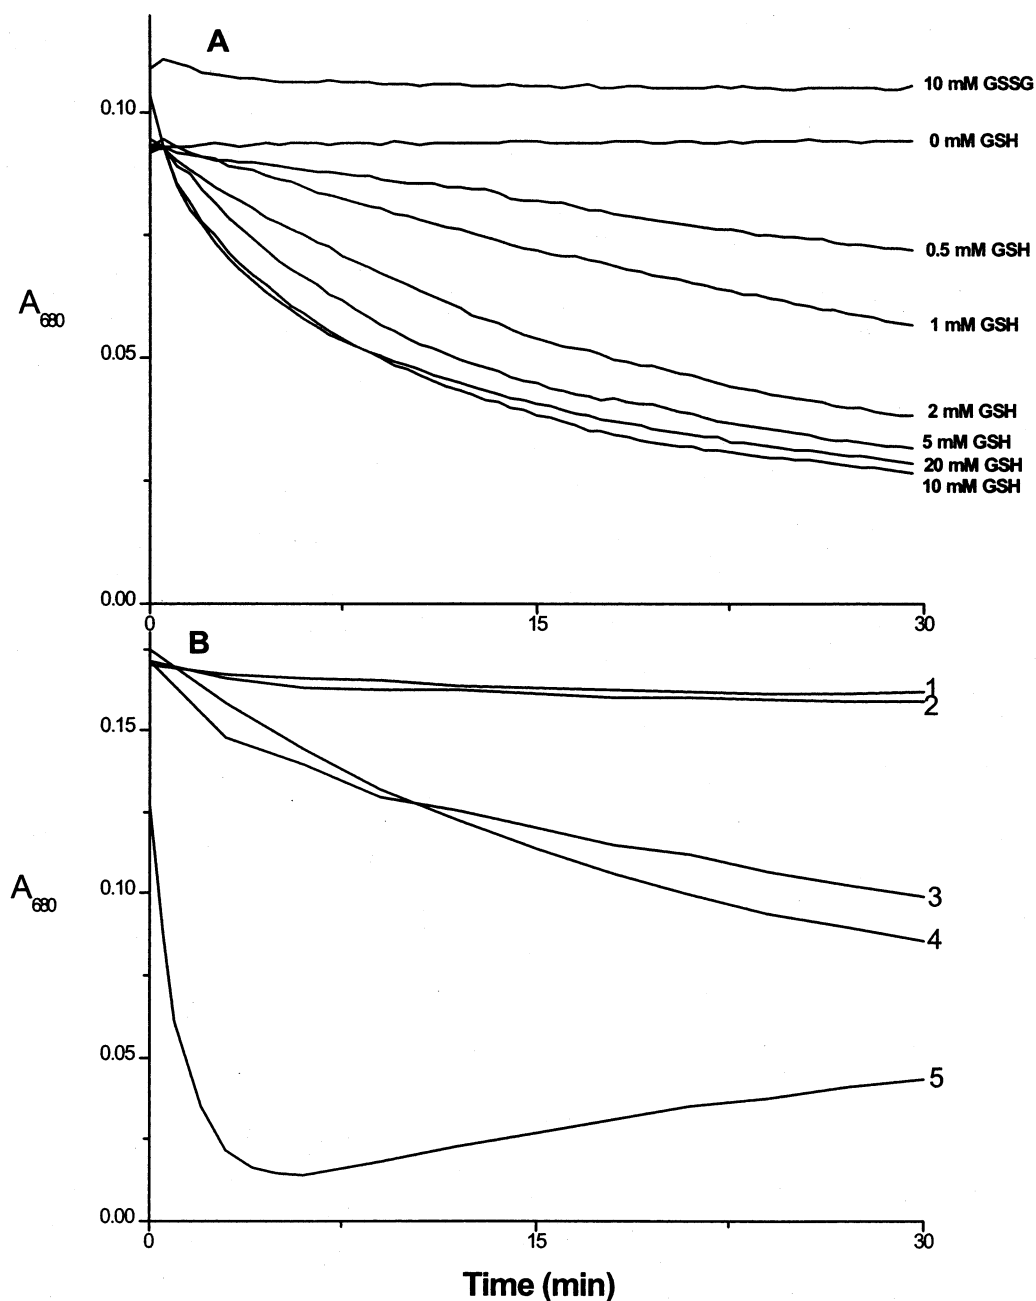 A
10 mM GSSG
0.10
0 mM GSH
0.5 mM GSH
A680
1 mM GSH
0.05
2 mM GSH
5 mM GSH
20 mM GSH
10 mM GSH
0.00
0 15 30
B
1
2
0.15
A680
0.10
3
4
0.05
5
0.00
0 15 30
Time (min)